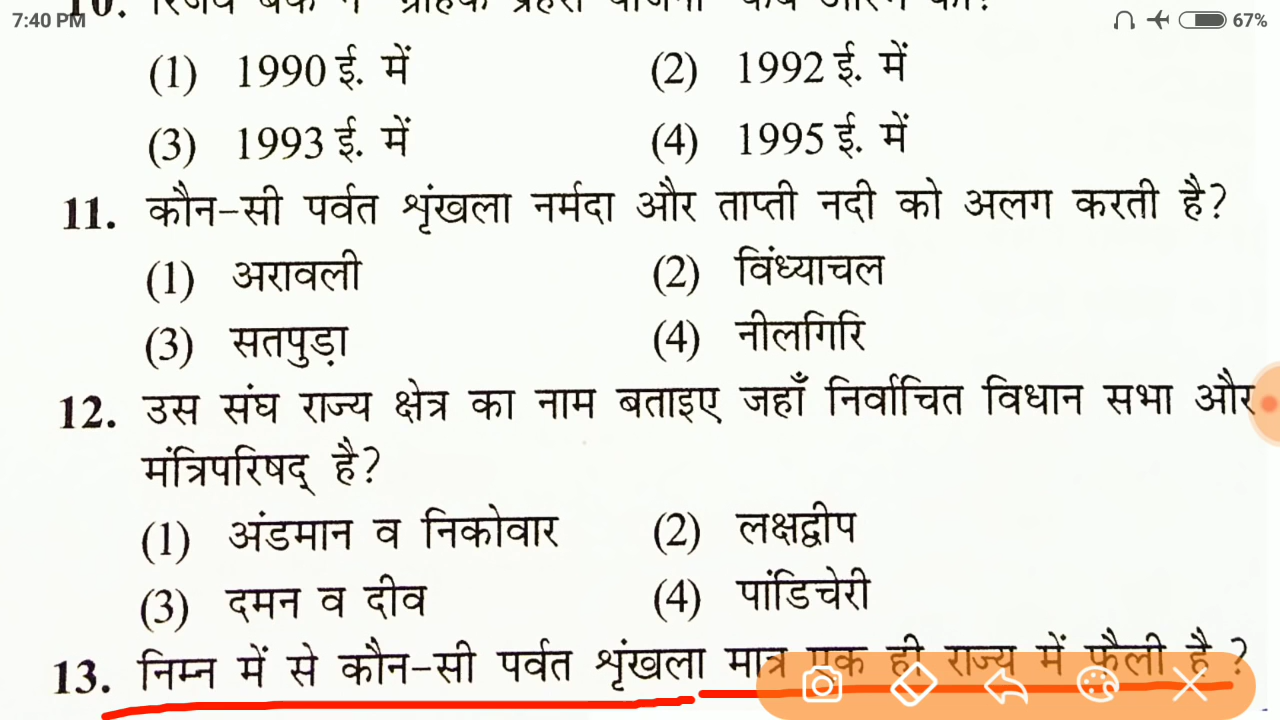 7:40 PM 67%
(1) 1990 ई. में (2) 1992 ई. में
(3) 1993 ई. में (4) 1995 ई. में
11. कौन-सी पर्वत श्रृंखला नर्मदा और ताप्ती नदी को अलग करती है?
(1) अरावली (2) विंध्याचल
(3) सतपुड़ा (4) नीलगिरि
12. उस संघ राज्य क्षेत्र का नाम बताइए जहाँ निर्वाचित विधान सभा और
मंत्रिपरिषद् है?
(1) अंडमान व निकोवार (2) लक्षद्वीप
(3) दमन व दीव (4) पांडिचेरी
13. निम्न में से कौन-सी पर्वत श्रृंखला मात्र एक ही राज्य में फैली है ?